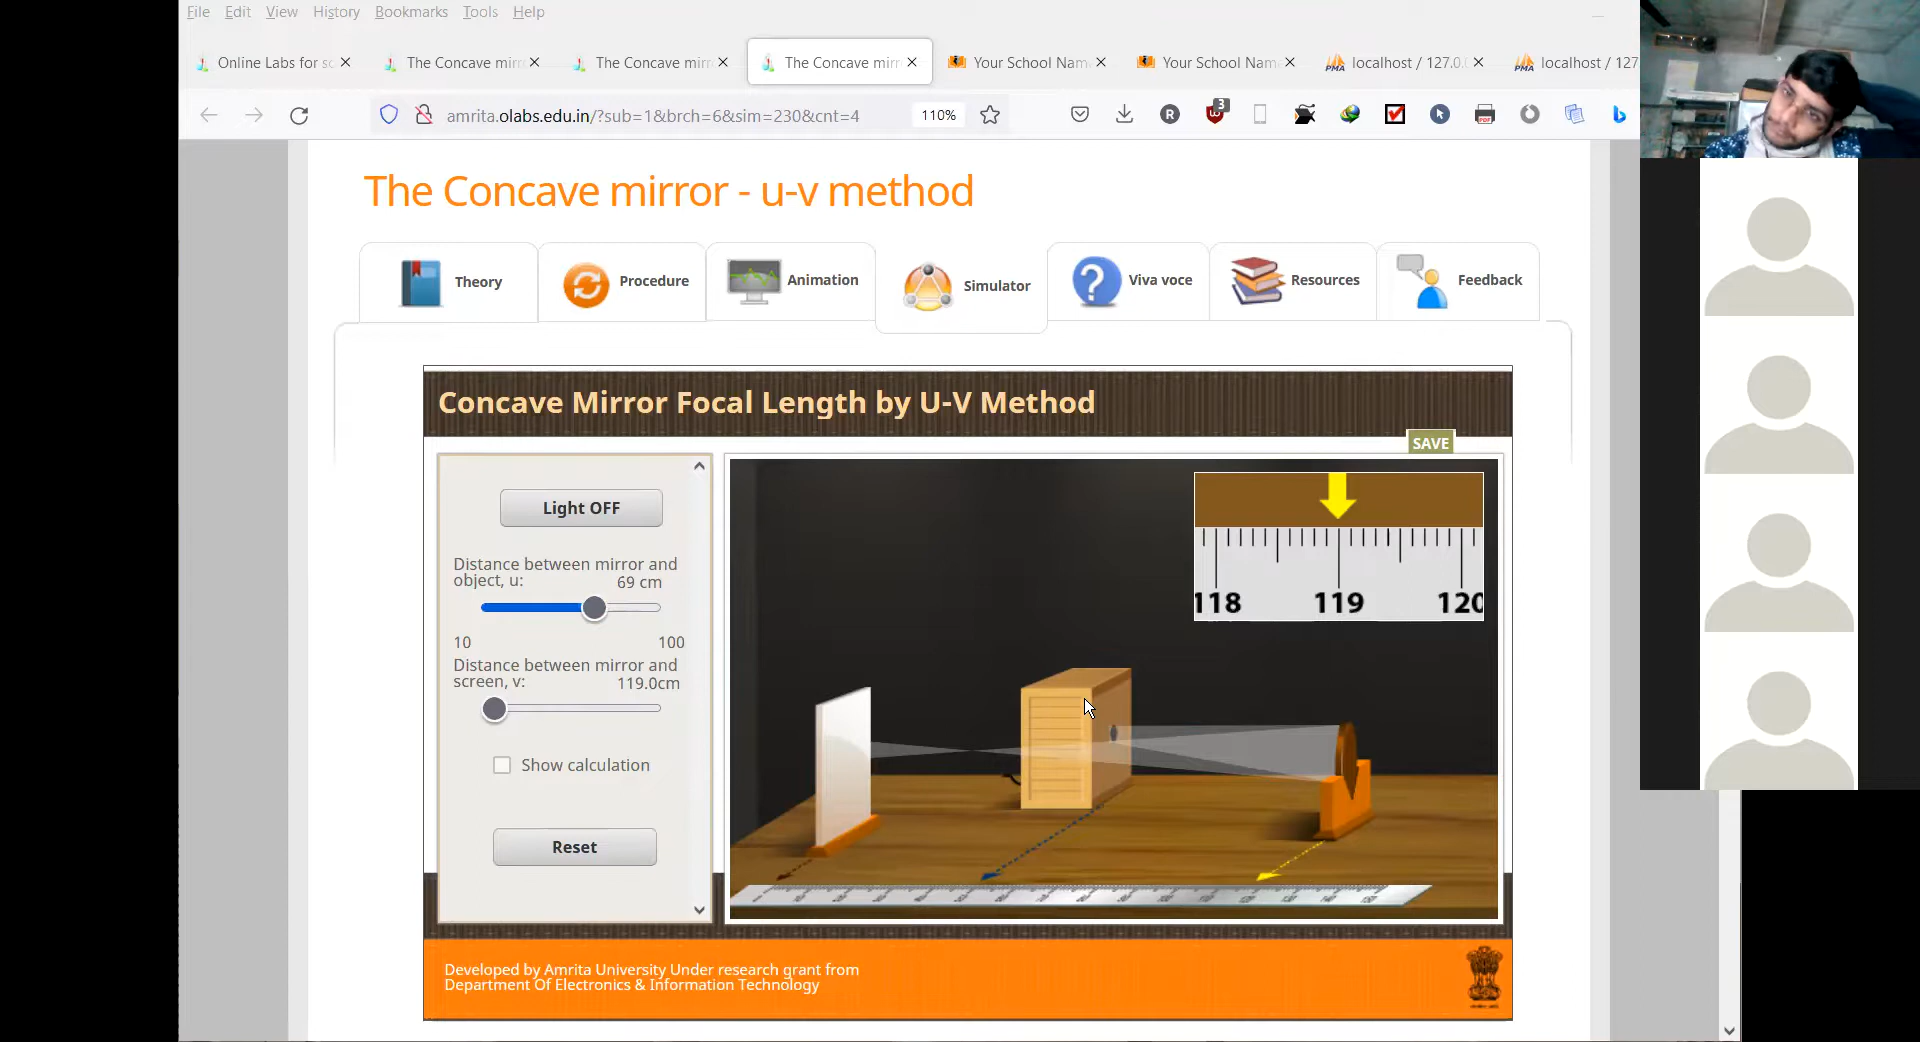 File Edit View History Bookmarks Tools Help
Online Labs for sc
The Concave mirr
The Concave mirr
The Concave mirr
Your School Nam
Your School Nam
localhost / 127.0.
localhost / 127
amrita.olabs.edu.in/?sub=1&brch=6&sim=230&cnt=4
110%
R
3
The Concave mirror - u-v method
Theory
Procedure
Animation
Simulator
Viva voce
Resources
Feedback
Concave Mirror Focal Length by U-V Method
SAVE
Light OFF
Distance between mirror and
object, u: 69 cm
10 100
Distance between mirror and
screen, v: 119.0cm
Show calculation
Reset
118 119 120
Developed by Amrita University Under research grant from
Department Of Electronics & Information Technology